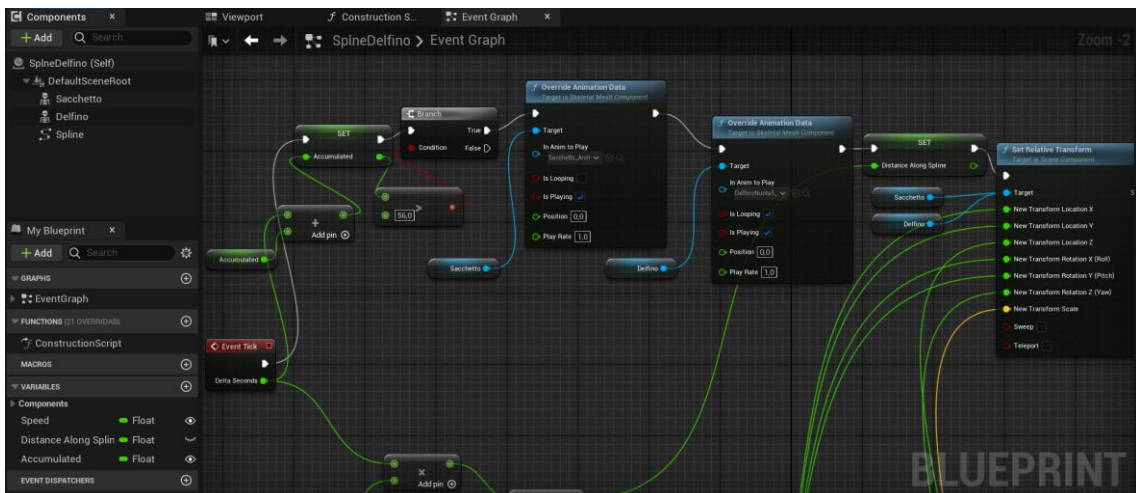 Components
Viewport
Construction S...
Event Graph
+ Add
Search
SplneDelfino > Event Graph
Zoom -2
SplneDelfino (Self)
DefaultSceneRoot
Sacchetto
Delfino
Spline
My Blueprint
+ Add
Search
GRAPHS
EventGraph
FUNCTIONS (21 OVERRIDABL
ConstructionScript
MACROS
VARIABLES
Components
Speed Float
Distance Along Splin Float
Accumulated Float
EVENT DISPATCHERS
Accumulated
Event Tick
Delta Seconds
SET
Accumulated
+
Add pin
Branch
True
Condition
False
>
56,0
Override Animation Data
Target is Skeletal Mesh Component
Target
In Anim to Play
Sacchetto_Anim
Is Looping
Is Playing
Position 0,0
Play Rate 1,0
Sacchetto
Override Animation Data
Target is Skeletal Mesh Component
Target
In Anim to Play
Is Looping
Is Playing
Position 0,0
Play Rate 1,0
Delfino
SET
Distance Along Spline
Sacchetto
Delfino
Set Relative Transform
Target is Scene Component
Target
New Transform Location X
New Transform Location Y
New Transform Location Z
New Transform Rotation X (Roll)
New Transform Rotation Y (Pitch)
New Transform Rotation Z (Yaw)
New Transform Scale
Sweep
Teleport
×
Add pin
BLUEPRINT